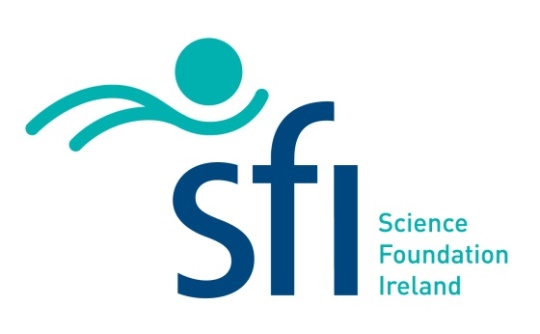 sfi
Science
Foundation
Ireland